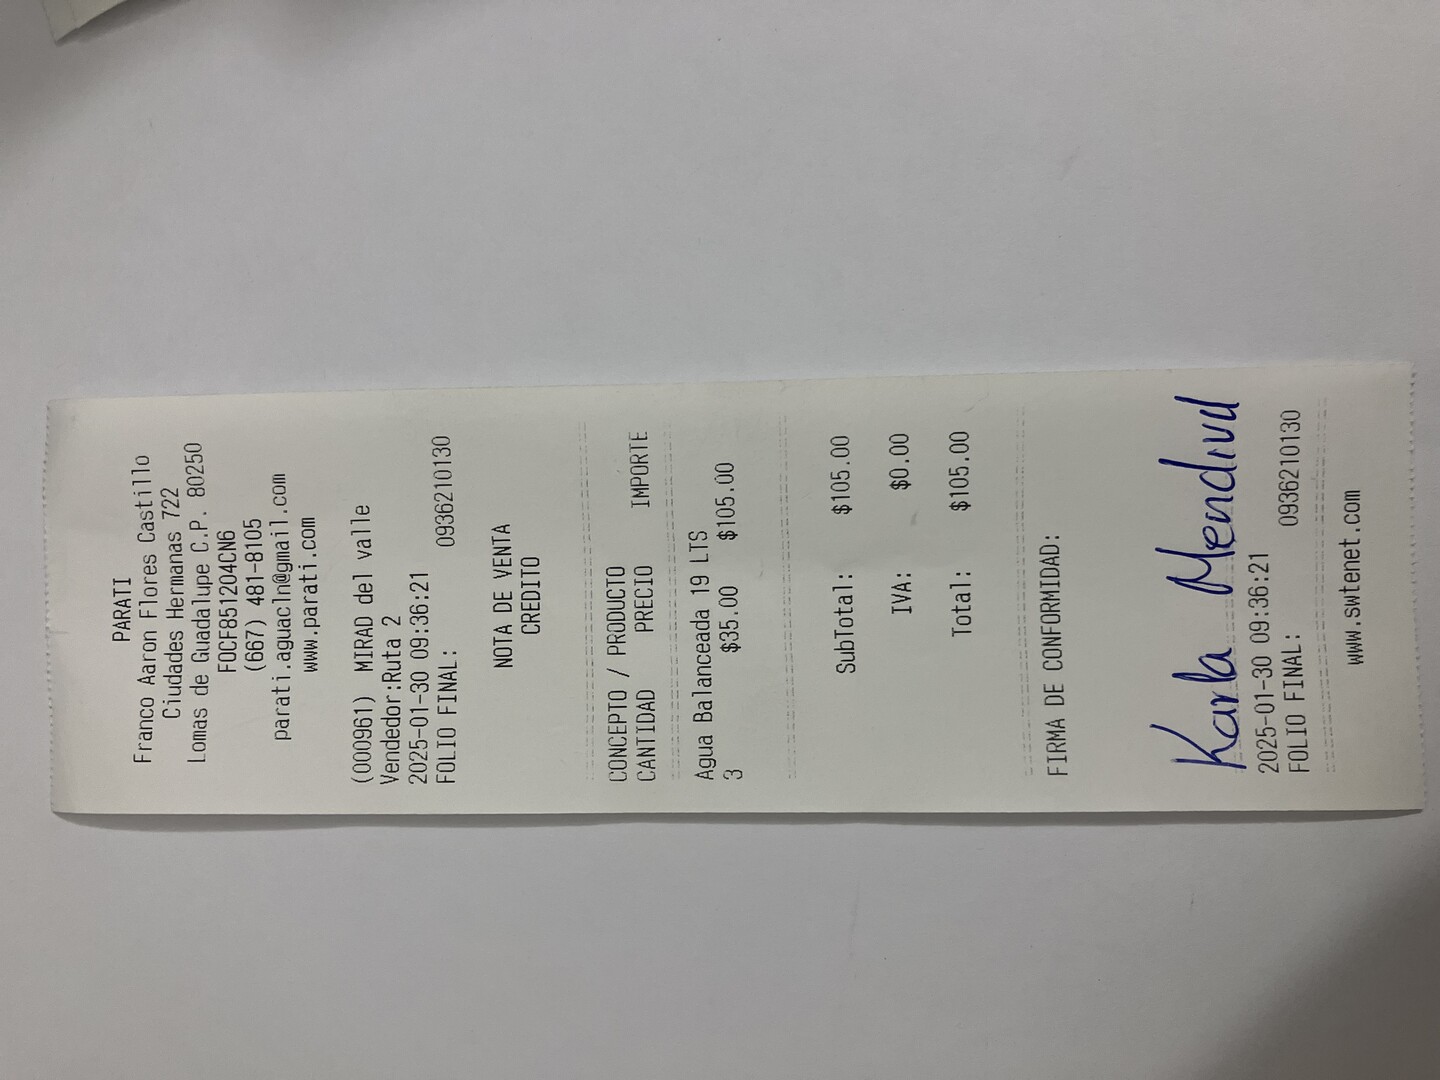 PARATI
Franco Aaron Flores Castillo
Ciudades Hermanas 722
Lomas de Guadalupe C.P. 80250
FOCF851204CN6
(667) 481-8105
parati.aguacln@gmail.com
www.parati.com
(000961) MIRAD del valle
Vendedor:Ruta 2
2025-01-30 09:36:21
FOLIO FINAL: 0936210130
NOTA DE VENTA
CREDITO
CONCEPTO / PRODUCTO
CANTIDAD PRECIO IMPORTE
Agua Balanceada 19 LTS
3 $35.00 $105.00
SubTotal: $105.00
IVA: $0.00
Total: $105.00
FIRMA DE CONFORMIDAD:
Karla Mendivil
2025-01-30 09:36:21
FOLIO FINAL: 0936210130
www.swtenet.com